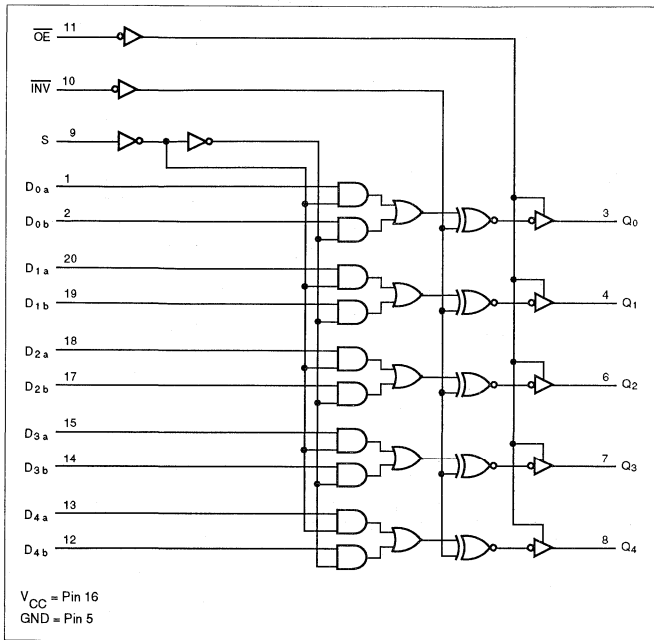 OE 11
INV 10
S 9
D0a 1
D0b 2
3 Q0
D1a 20
D1b 19
4 Q1
D2a 18
D2b 17
6 Q2
D3a 15
D3b 14
7 Q3
D4a 13
D4b 12
8 Q4
VCC = Pin 16
GND = Pin 5